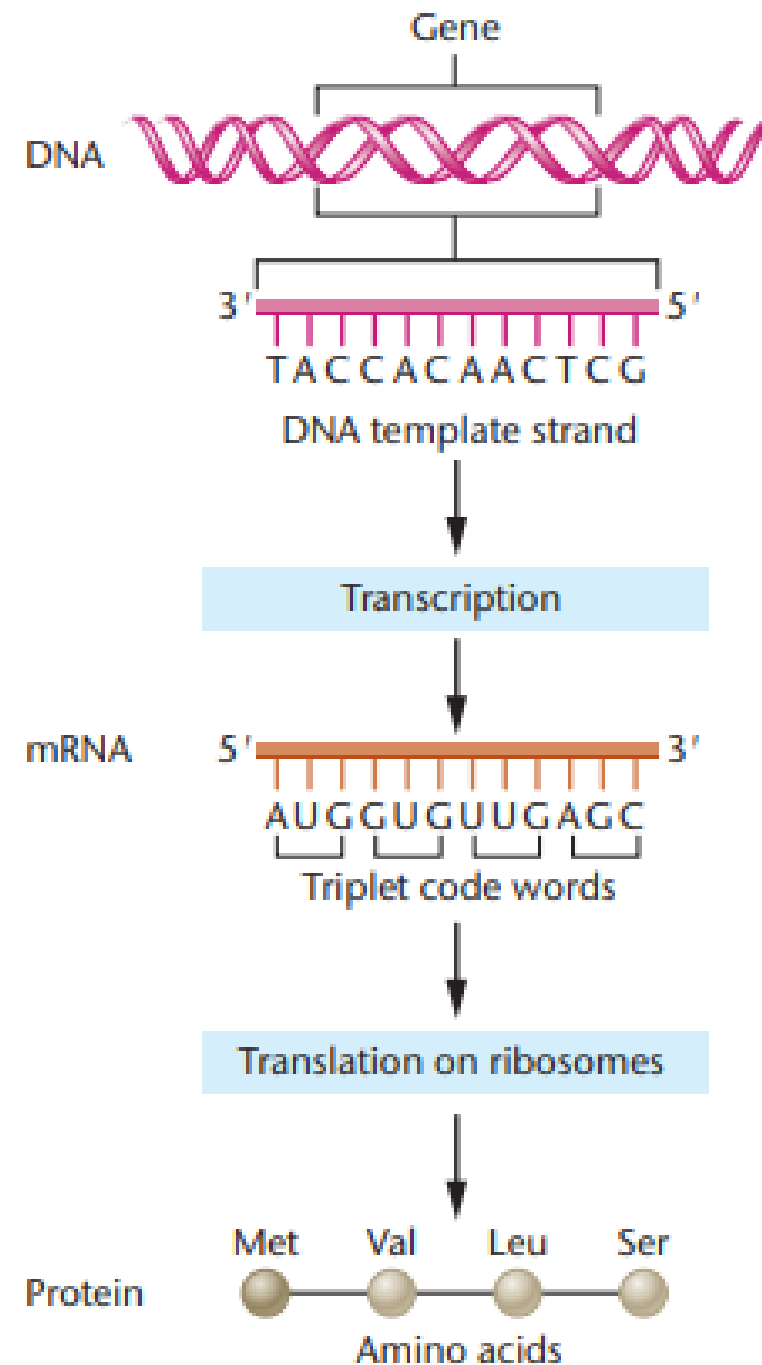 Gene
DNA
3' 5'
TACCACAACTCG
DNA template strand
Transcription
mRNA 5' 3'
AUGGUGUUGAGC
Triplet code words
Translation on ribosomes
Met Val Leu Ser
Protein
Amino acids